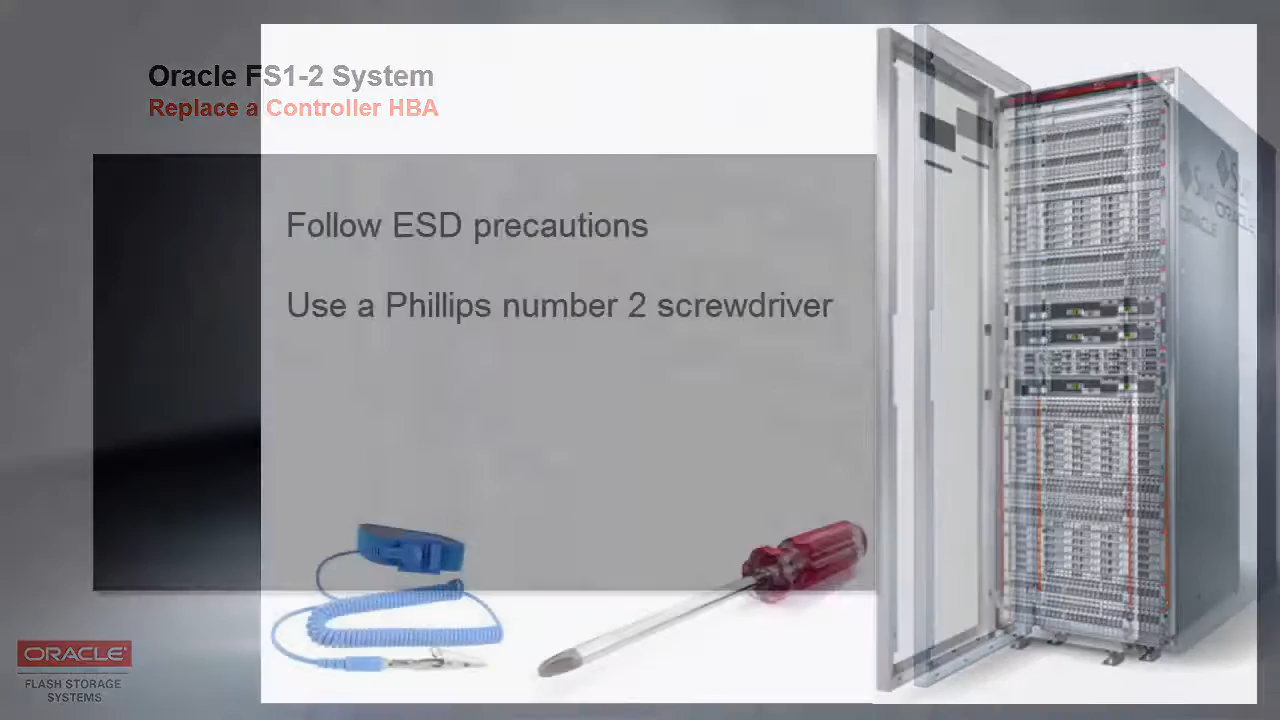 Oracle FS1-2 System
Replace a Controller HBA
Follow ESD precautions
Use a Phillips number 2 screwdriver
ORACLE
FLASH STORAGE
SYSTEMS
ORACLE